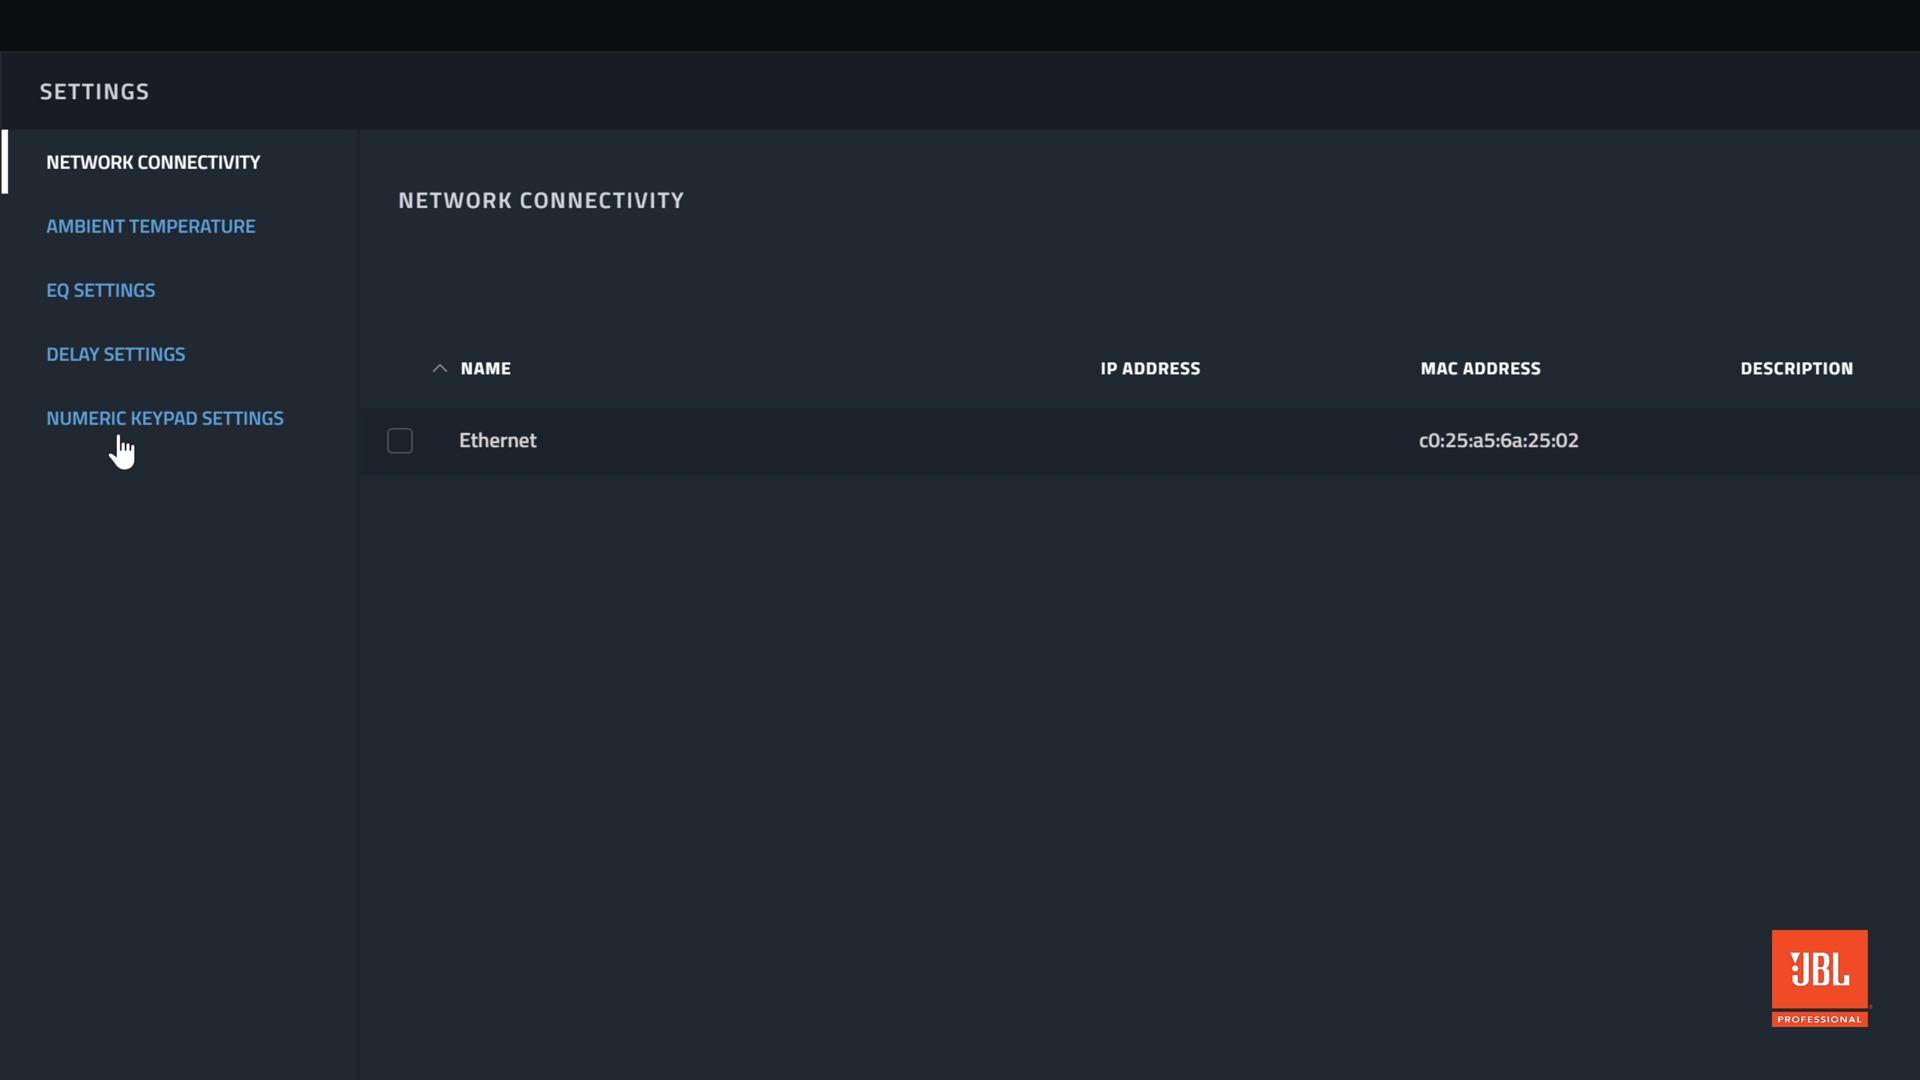 SETTINGS
NETWORK CONNECTIVITY
AMBIENT TEMPERATURE
EQ SETTINGS
DELAY SETTINGS
NUMERIC KEYPAD SETTINGS
NETWORK CONNECTIVITY
NAME IP ADDRESS MAC ADDRESS DESCRIPTION
Ethernet c0:25:a5:6a:25:02
JBL
PROFESSIONAL